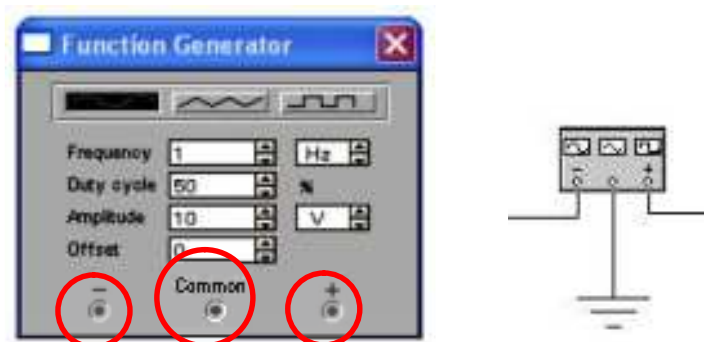 Function Generator
Frequency 1 Hz
Duty cycle 50 %
Amplitude 10 V
Offset 0
− Common +
− +